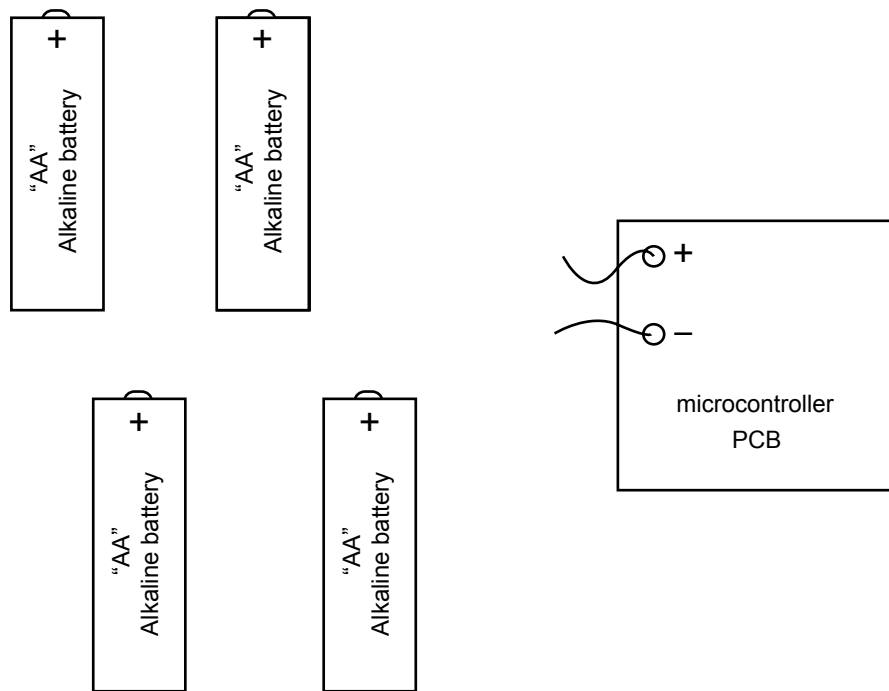 +
“AA”
Alkaline battery
+
“AA”
Alkaline battery
+
–
microcontroller
PCB
+
“AA”
Alkaline battery
+
“AA”
Alkaline battery